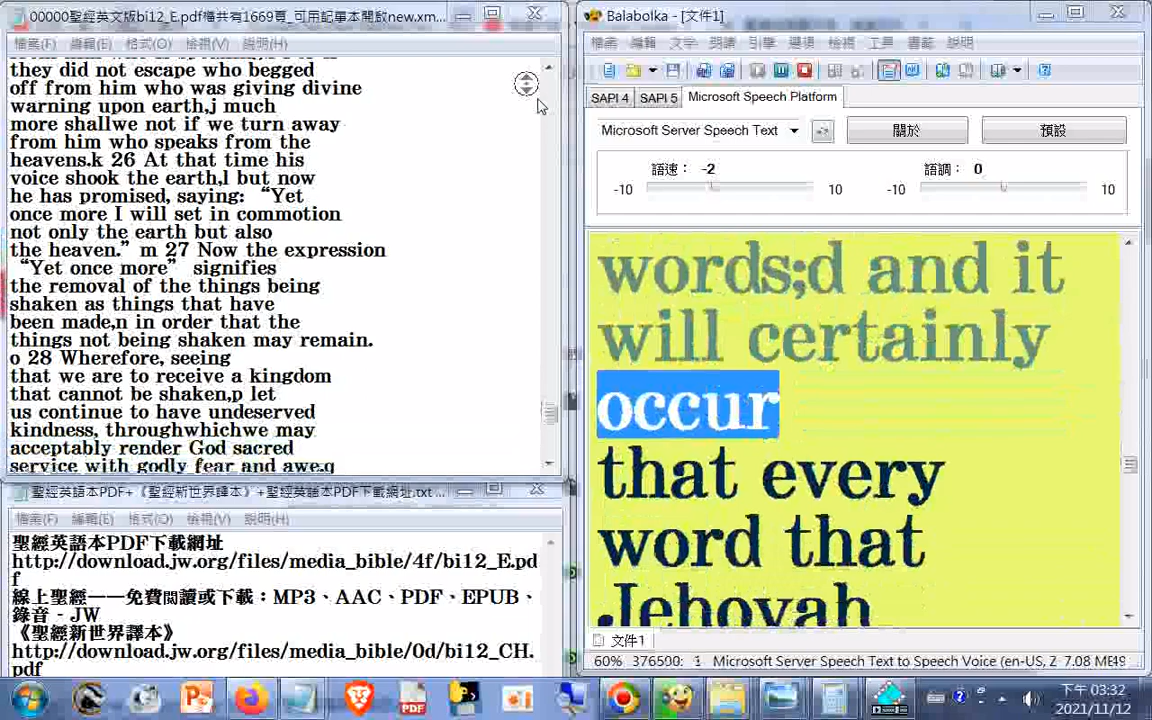 00000聖經英文版bi12_E.pdf檔共有1669頁_可用記事本開啟new.xm...
檔案(F) 編輯(E) 格式(O) 檢視(V) 說明(H)
they did not escape who begged
off from him who was giving divine
warning upon earth,j much
more shallwe not if we turn away
from him who speaks from the
heavens.k 26 At that time his
voice shook the earth,l but now
he has promised, saying: “Yet
once more I will set in commotion
not only the earth but also
the heaven.” m 27 Now the expression
“Yet once more” signifies
the removal of the things being
shaken as things that have
been made,n in order that the
things not being shaken may remain.
o 28 Wherefore, seeing
that we are to receive a kingdom
that cannot be shaken,p let
us continue to have undeserved
kindness, throughwhichwe may
acceptably render God sacred
service with godly fear and awe.q
聖經英語本PDF+《聖經新世界譯本》+聖經英語本PDF下載網址.txt ...
檔案(F) 編輯(E) 格式(O) 檢視(V) 說明(H)
聖經英語本PDF下載網址
http://download.jw.org/files/media_bible/4f/bi12_E.pd
f
線上聖經——免費閱讀或下載：MP3、AAC、PDF、EPUB、
錄音 - JW
《聖經新世界譯本》
http://download.jw.org/files/media_bible/0d/bi12_CH.
pdf
Balabolka - [文件1]
檔案 編輯 文字 朗讀 引擎 選項 檢視 工具 書籤 說明
SAPI 4 SAPI 5 Microsoft Speech Platform
Microsoft Server Speech Text 關於 預設
語速： -2 語調： 0
-10 10 -10 10
words;d and it
will certainly
occur
that every
word that
Jehovah
文件1
60% 376500: 1 Microsoft Server Speech Text to Speech Voice (en-US, Z 7.08 MB
下午 03:32
2021/11/12